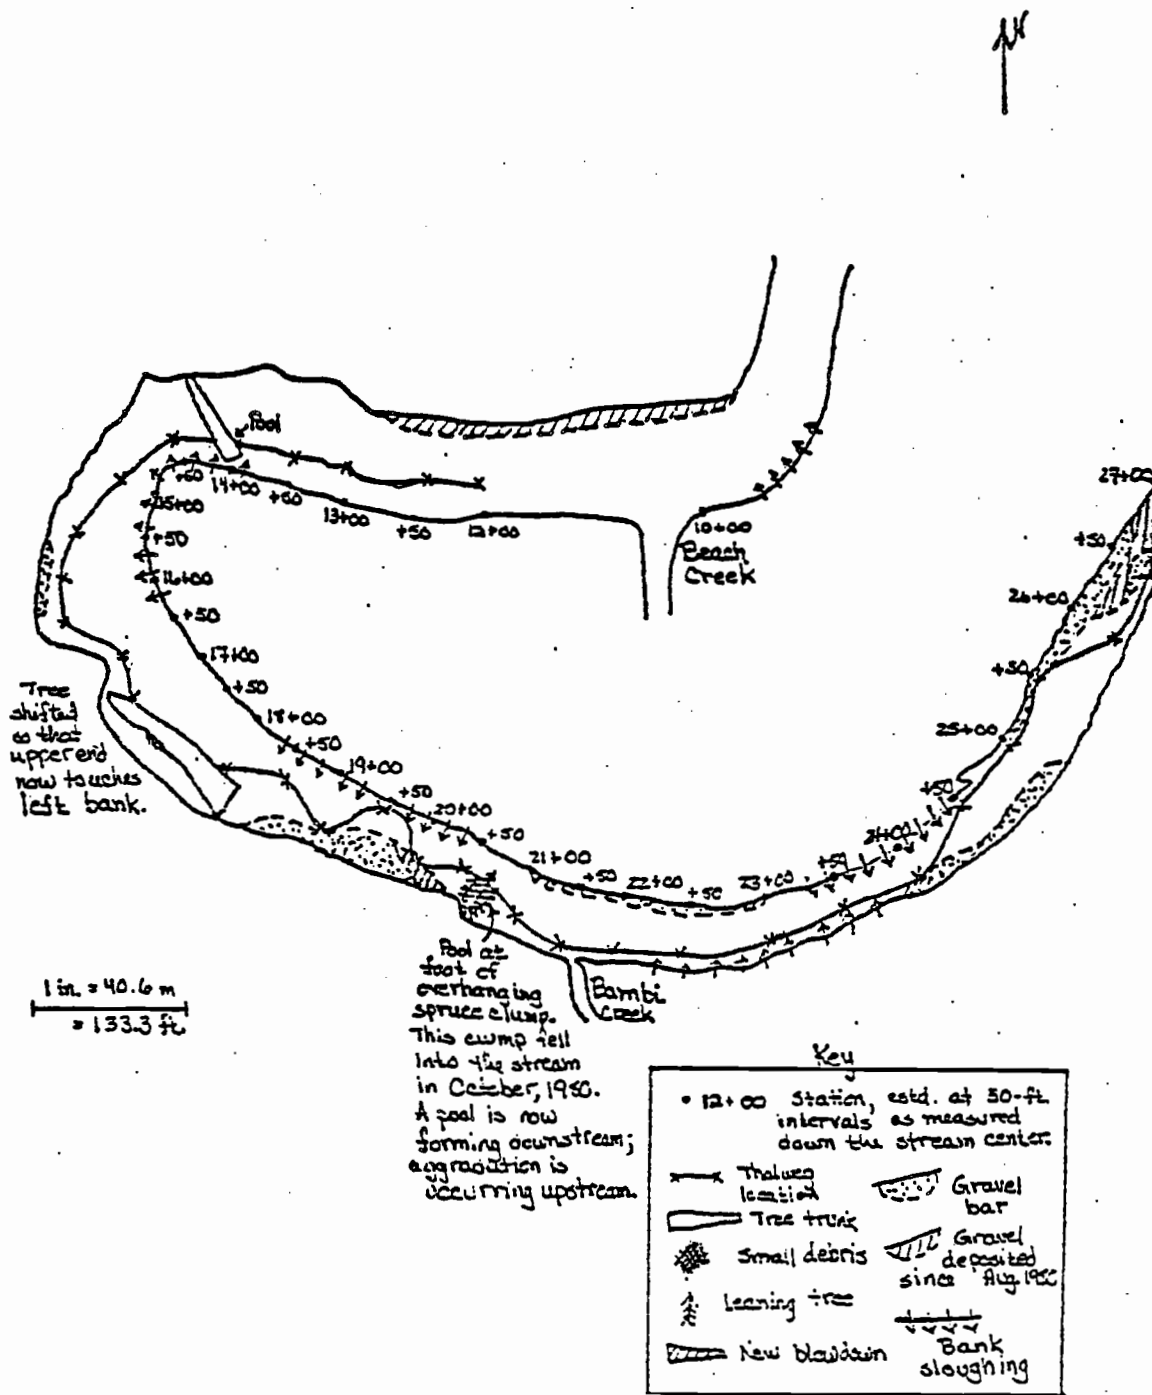 N
Pool
+50
14+00
+50
13+00
+50
12+00
15+00
+50
16+00
+50
17+00
+50
18+00
+50
19+00
+50
20+00
+50
21+00
+50
22+00
+50
23+00
+50
24+00
+50
25+00
+50
26+00
+50
27+00
10+00
Beach
Creek
Tree
shifted
so that
upper end
now touches
left bank.
1 in. = 40.6 m
= 133.3 ft.
Pool at
foot of
overhanging
spruce clump.
This clump fell
into the stream
in October, 1980.
A pool is now
forming downstream;
aggradation is
occurring upstream.
Bambi
Creek
Key
• 12+00 Station, estd. at 50-ft.
intervals as measured
down the stream center.
Thalweg
location
Tree trunk
Small debris
Leaning tree
New blowdown
Gravel
bar
Gravel
deposited
since Aug.
Bank
sloughing